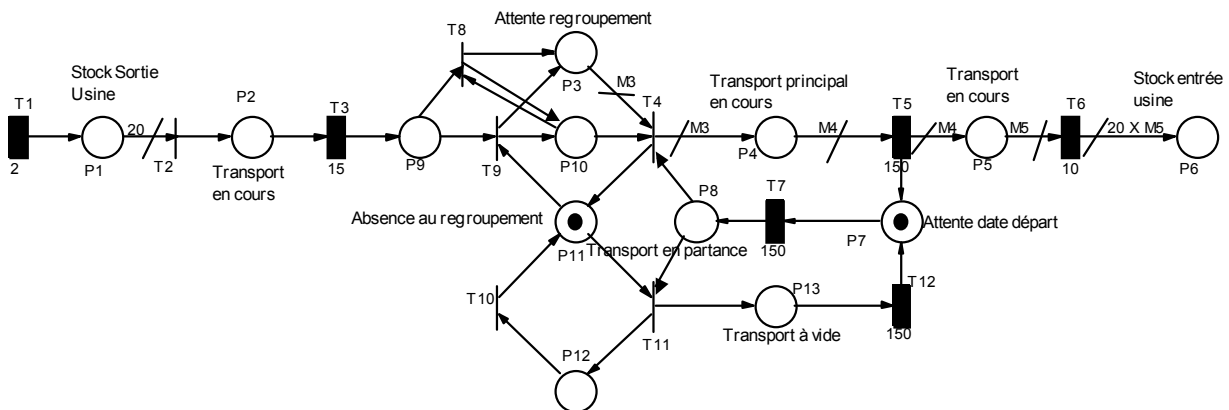 Attente regroupement
T8
P3
M3
Stock Sortie
Usine
T1
2
P1
20
T2
P2
Transport
en cours
T3
15
P9
T9
P10
T4
M3
Transport principal
en cours
P4
M4
T5
150
M4
Transport
en cours
P5
M5
T6
10
20 X M5
Stock entrée
usine
P6
Absence au regroupement
P11
P8
Transport en partance
T7
150
P7
Attente date départ
T10
P12
T11
P13
Transport à vide
T12
150